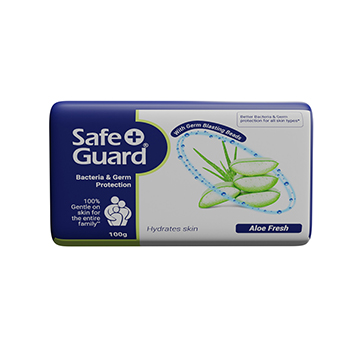 Safe
Guard®
Bacteria & Germ
Protection
100%
Gentle on
skin for
the entire
family*
100g
With Germ Blasting Beads
Better Bacteria & Germ
protection for all skin types*
Hydrates skin
Aloe Fresh